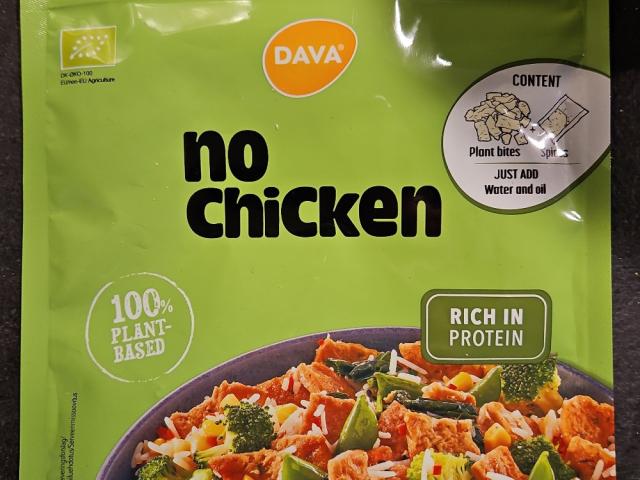 DAVA®
DK-ØKO-100
EU/non-EU Agriculture
CONTENT
+
Plant bites
Spices
JUST ADD
Water and oil
no
chicken
100%
PLANT-
BASED
RICH IN
PROTEIN